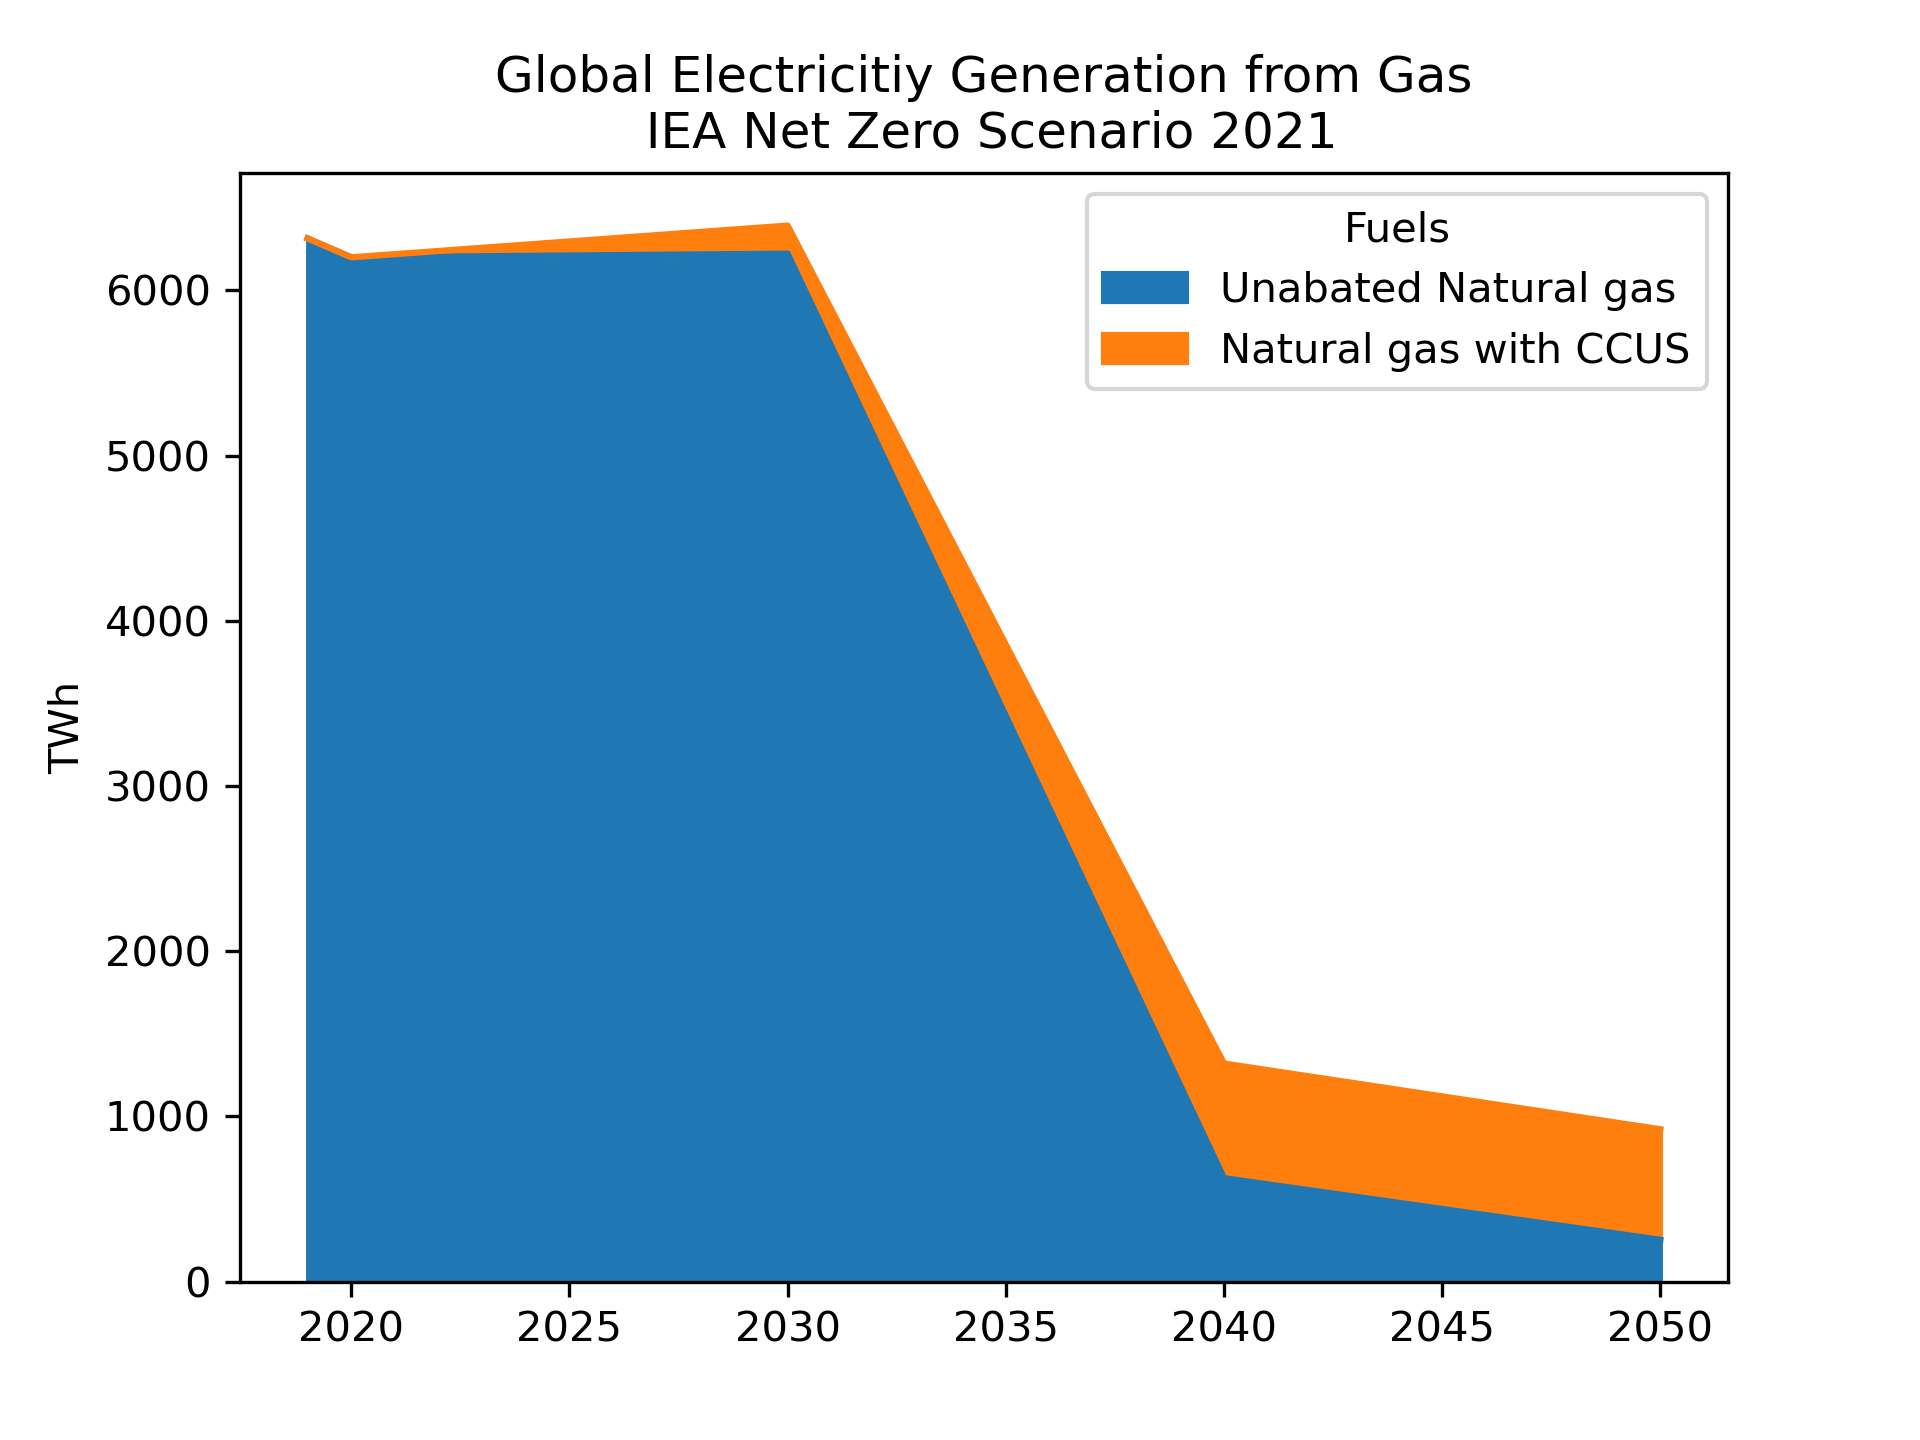 Global Electricitiy Generation from Gas
IEA Net Zero Scenario 2021
Fuels
Unabated Natural gas
Natural gas with CCUS
TWh
6000
5000
4000
3000
2000
1000
0
2020 2025 2030 2035 2040 2045 2050